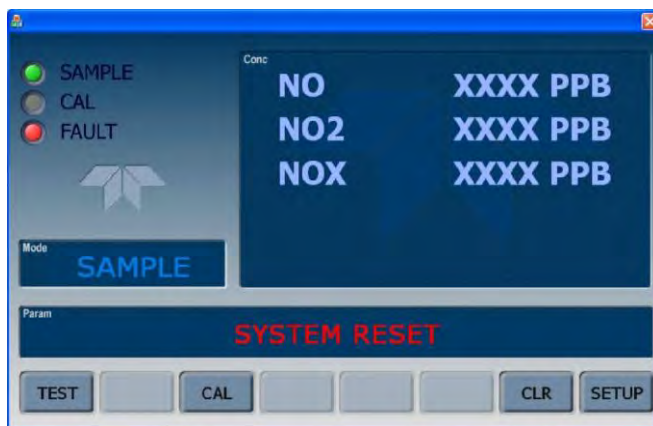 SAMPLE
CAL
FAULT
Conc
NO XXXX PPB
NO2 XXXX PPB
NOX XXXX PPB
Mode
SAMPLE
Param
SYSTEM RESET
TEST CAL CLR SETUP